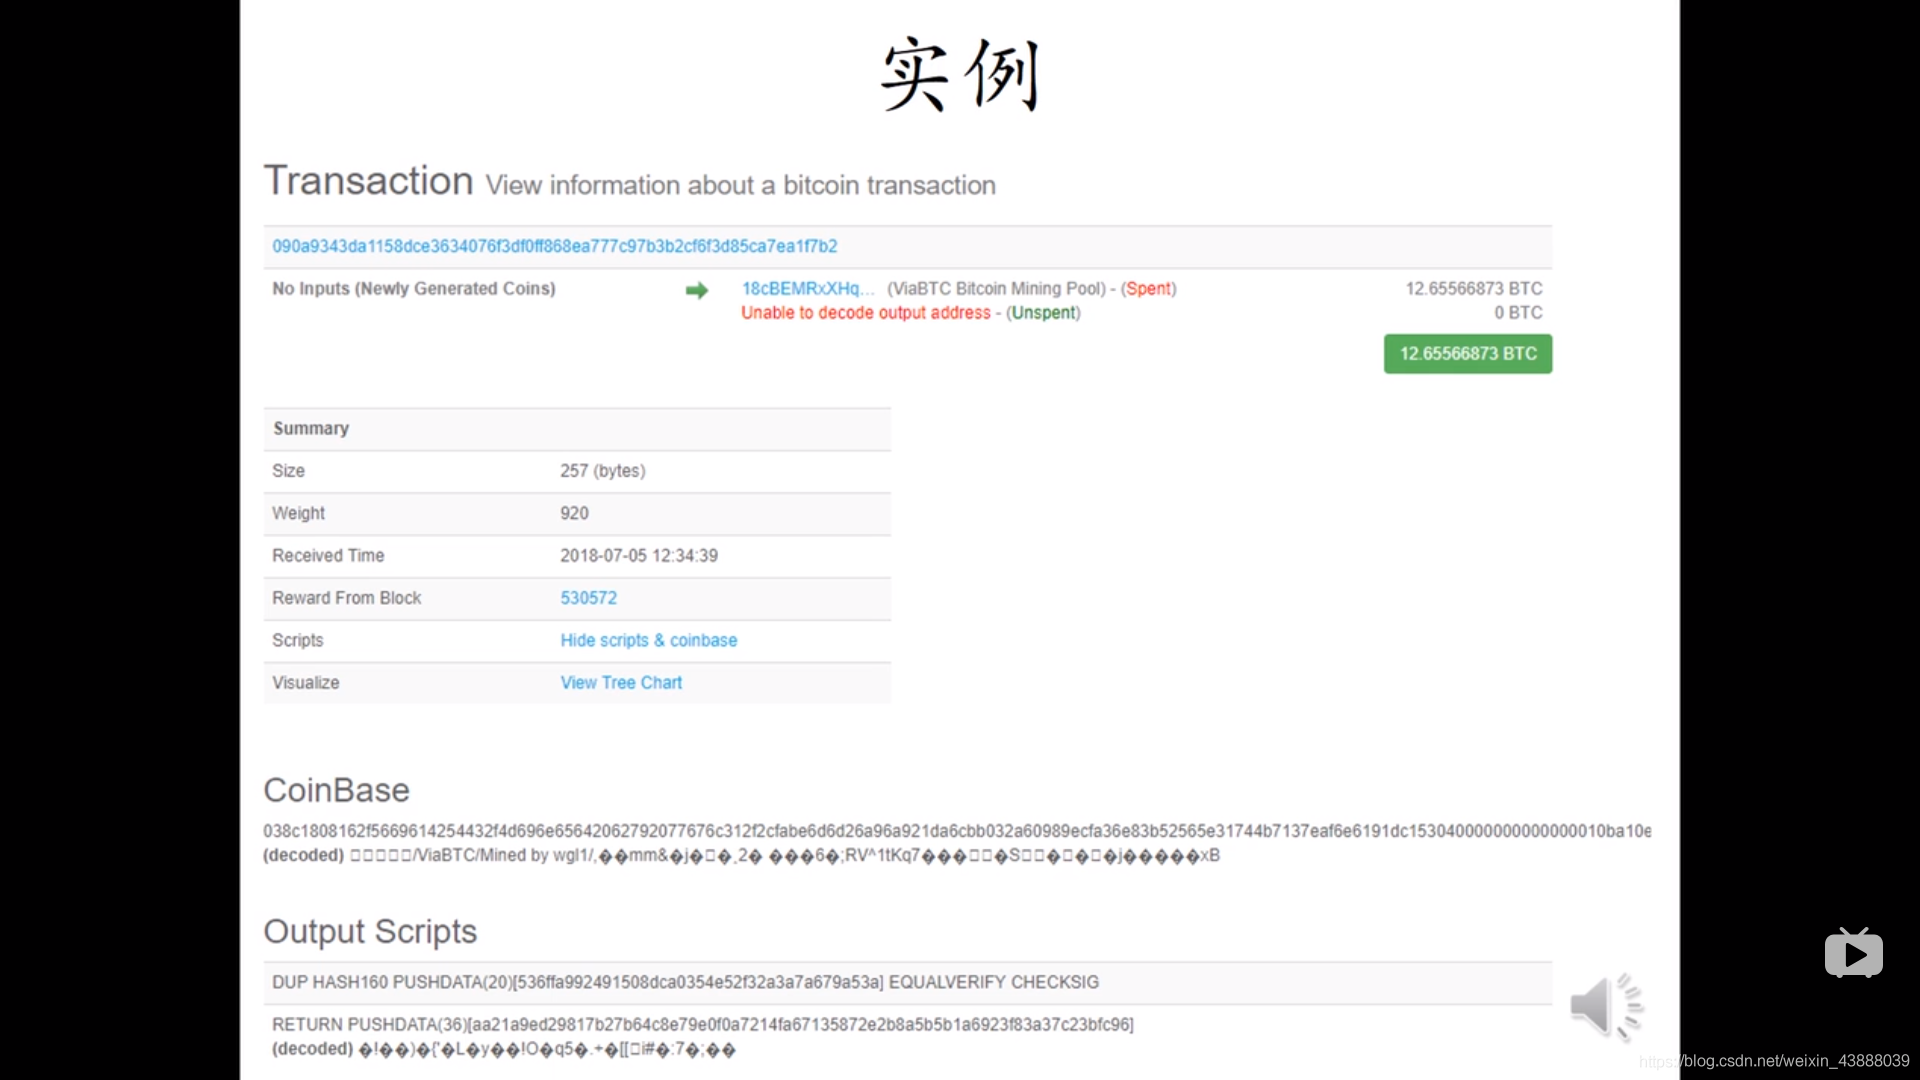 实例
Transaction View information about a bitcoin transaction
090a9343da1158dce3634076f3df0ff868ea777c97b3b2cf6f3d85ca7ea1f7b2
No Inputs (Newly Generated Coins) 18cBEMRxXHq... (ViaBTC Bitcoin Mining Pool) - (Spent) 12.65566873 BTC
Unable to decode output address - (Unspent) 0 BTC
12.65566873 BTC
Summary
Size 257 (bytes)
Weight 920
Received Time 2018-07-05 12:34:39
Reward From Block 530572
Scripts Hide scripts & coinbase
Visualize View Tree Chart
CoinBase
038c1808162f5669614254432f4d696e65642062792077676c312f2cfabe6d6d26a96a921da6cbb032a60989ecfa36e83b52565e31744b7137eaf6e6191dc153040000000000000010ba10e
(decoded) □□□□□/ViaBTC/Mined by wgl1/,��mm&�j�□�˛2� ���6�;RV^1tKq7���□□�S□□�□�□�j�����xB
Output Scripts
DUP HASH160 PUSHDATA(20)[536ffa992491508dca0354e52f32a3a7a679a53a] EQUALVERIFY CHECKSIG
RETURN PUSHDATA(36)[aa21a9ed29817b27b64c8e79e0f0a7214fa67135872e2b8a5b5b1a6923f83a37c23bfc96]
(decoded) �!��)�{'�L�y��!O�q5�.+�[[□i#�:7�;��
https://blog.csdn.net/weixin_43888039